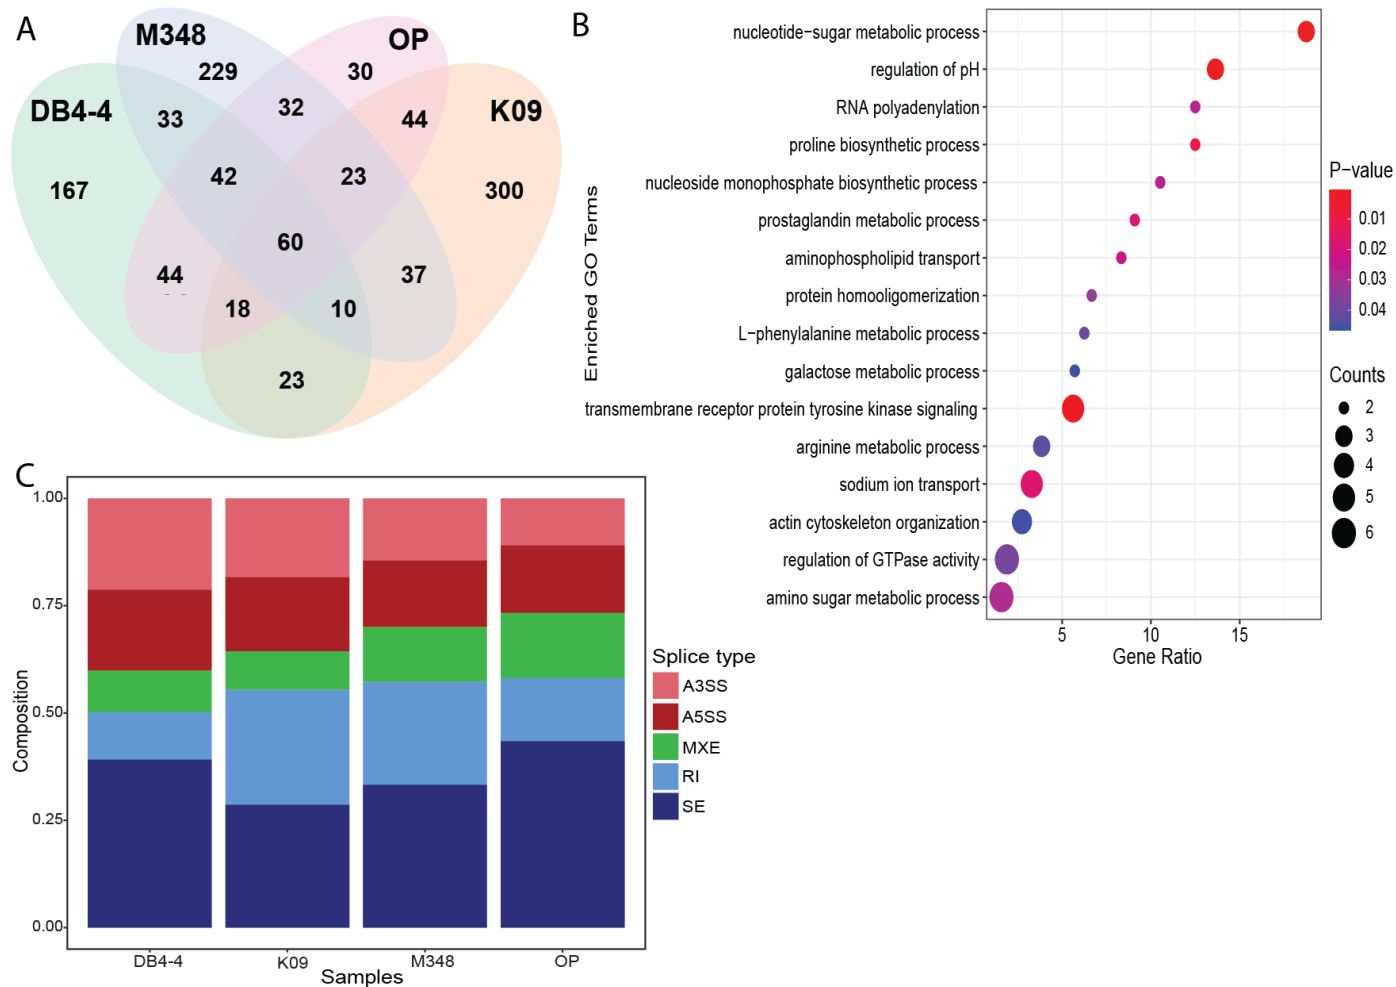 A
M348
OP
DB4-4
K09
229
30
33
32
44
167
42
23
300
60
44
37
18
10
23
B
Enriched GO Terms
nucleotide-sugar metabolic process
regulation of pH
RNA polyadenylation
proline biosynthetic process
nucleoside monophosphate biosynthetic process
prostaglandin metabolic process
aminophospholipid transport
protein homooligomerization
L-phenylalanine metabolic process
galactose metabolic process
transmembrane receptor protein tyrosine kinase signaling
arginine metabolic process
sodium ion transport
actin cytoskeleton organization
regulation of GTPase activity
amino sugar metabolic process
5 10 15
Gene Ratio
P-value
0.01
0.02
0.03
0.04
Counts
2
3
4
5
6
C
Composition
1.00
0.75
0.50
0.25
0.00
DB4-4 K09 M348 OP
Samples
Splice type
A3SS
A5SS
MXE
RI
SE